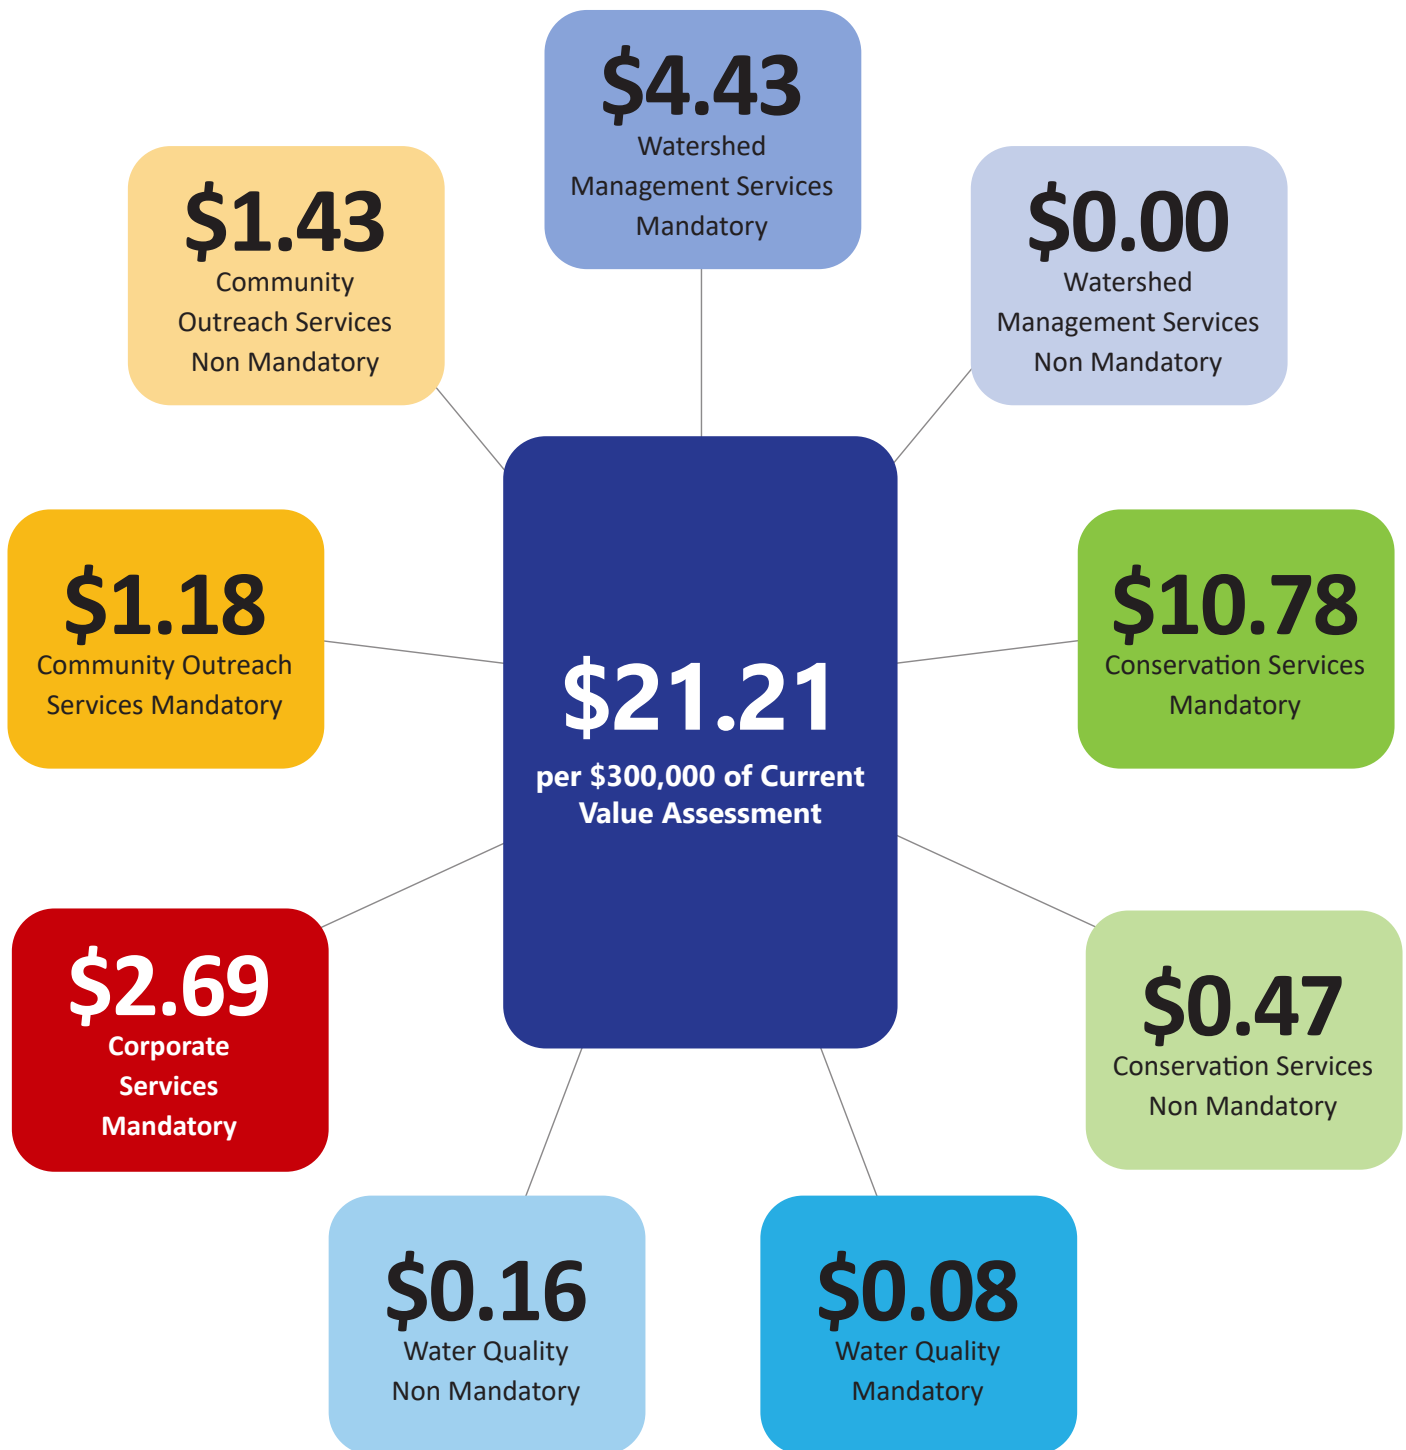 $4.43
Watershed
Management Services
Mandatory
$1.43
Community
Outreach Services
Non Mandatory
$0.00
Watershed
Management Services
Non Mandatory
$1.18
Community Outreach
Services Mandatory
$21.21
per $300,000 of Current
Value Assessment
$10.78
Conservation Services
Mandatory
$2.69
Corporate
Services
Mandatory
$0.47
Conservation Services
Non Mandatory
$0.16
Water Quality
Non Mandatory
$0.08
Water Quality
Mandatory